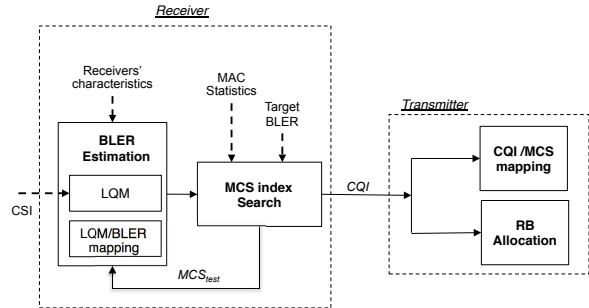 Receiver
Receivers'
characteristics
MAC
Statistics
Target
BLER
Transmitter
BLER
Estimation
LQM
LQM/BLER
mapping
CSI
MCS index
Search
CQI
CQI /MCS
mapping
RB
Allocation
MCStest